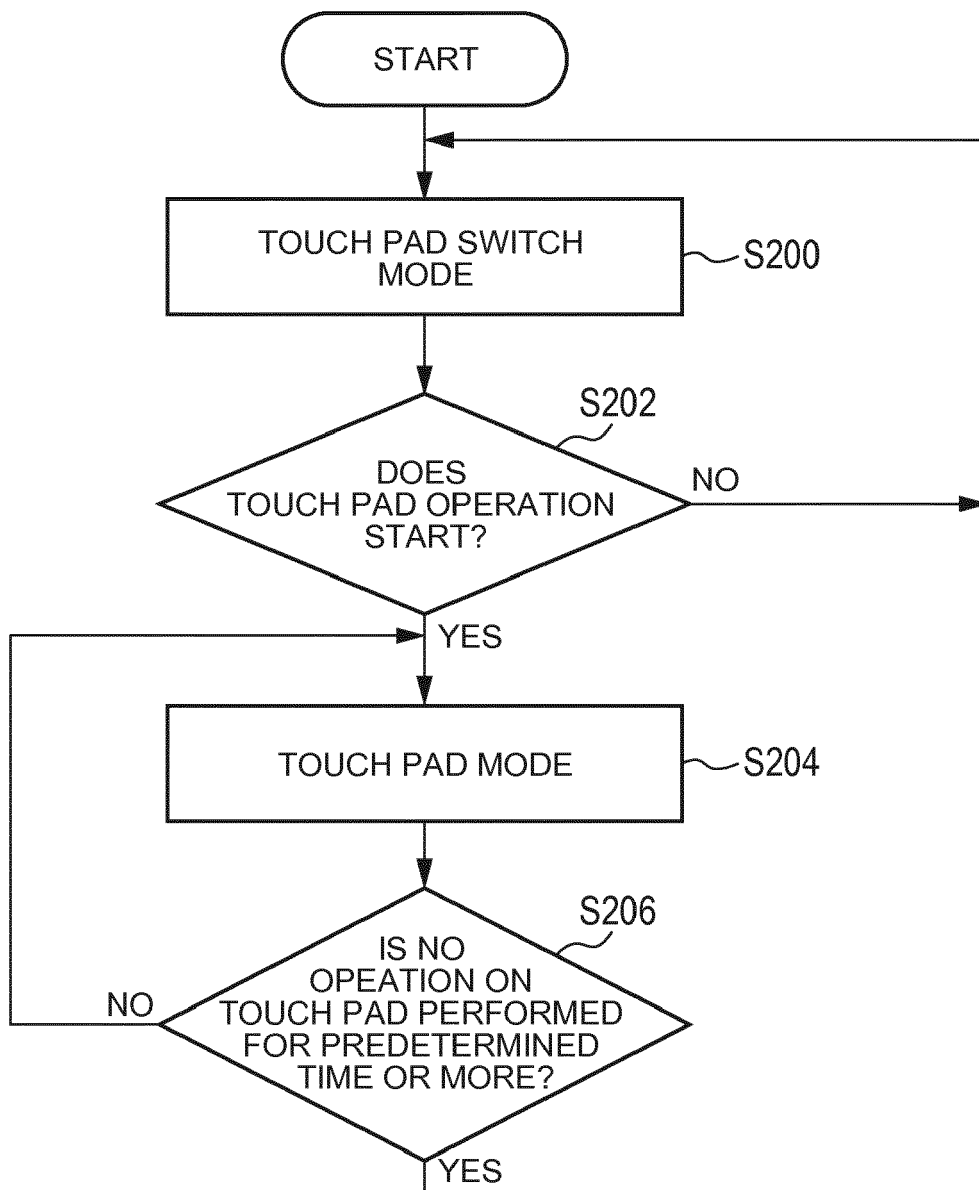 START
TOUCH PAD SWITCH
MODE
S200
S202
DOES
TOUCH PAD OPERATION
START?
NO
YES
TOUCH PAD MODE
S204
S206
IS NO
OPEATION ON
TOUCH PAD PERFORMED
FOR PREDETERMINED
TIME OR MORE?
NO
YES